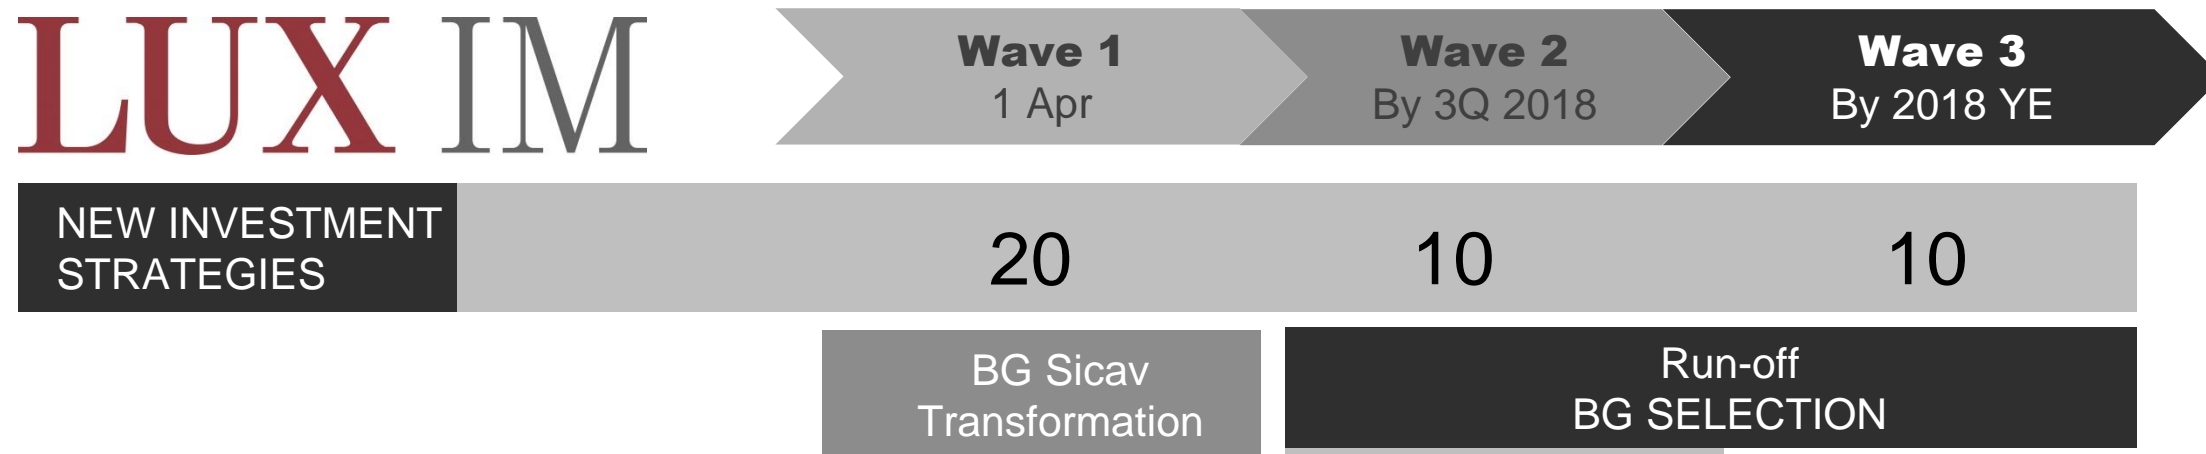 LUX IM
Wave 1
1 Apr
Wave 2
By 3Q 2018
Wave 3
By 2018 YE
NEW INVESTMENT
STRATEGIES
20
10
10
BG Sicav
Transformation
Run-off
BG SELECTION